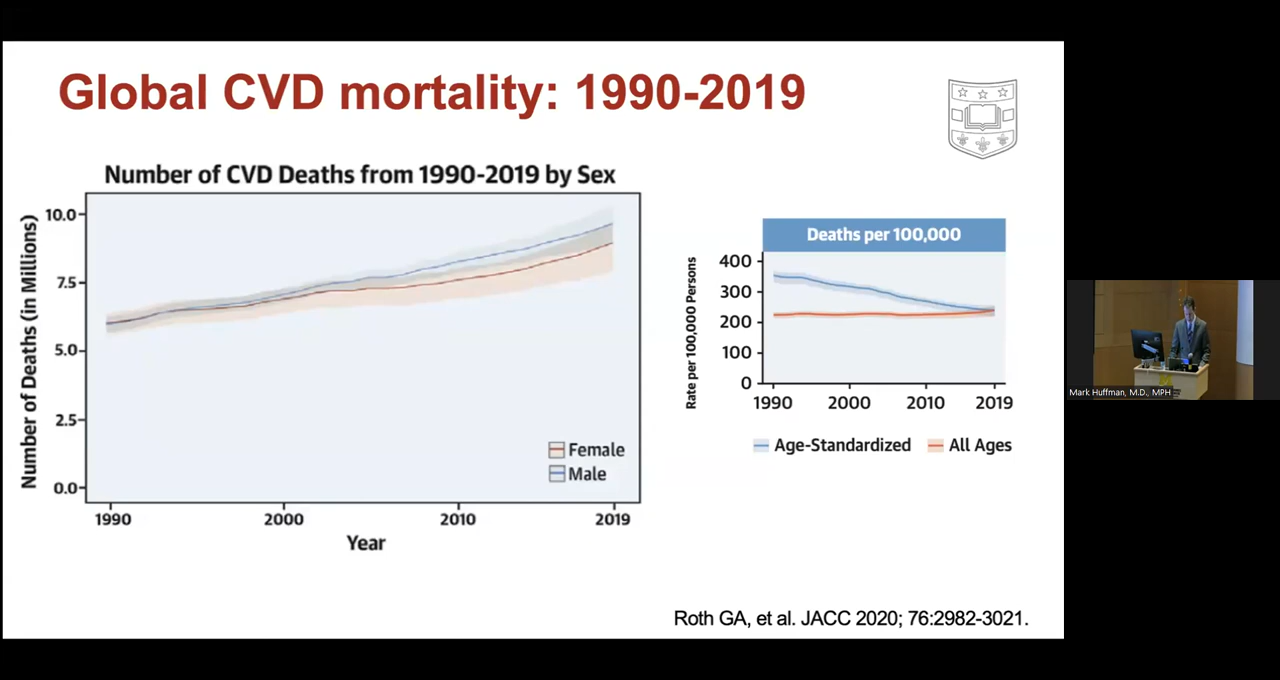 Global CVD mortality: 1990-2019
Number of CVD Deaths from 1990-2019 by Sex
Number of Deaths (in Millions)
10.0
7.5
5.0
2.5
0.0
1990 2000 2010 2019
Year
Female
Male
Deaths per 100,000
Rate per 100,000 Persons
400
300
200
100
0
1990 2000 2010 2019
Age-Standardized All Ages
Roth GA, et al. JACC 2020; 76:2982-3021.
Mark Huffman, M.D., MPH